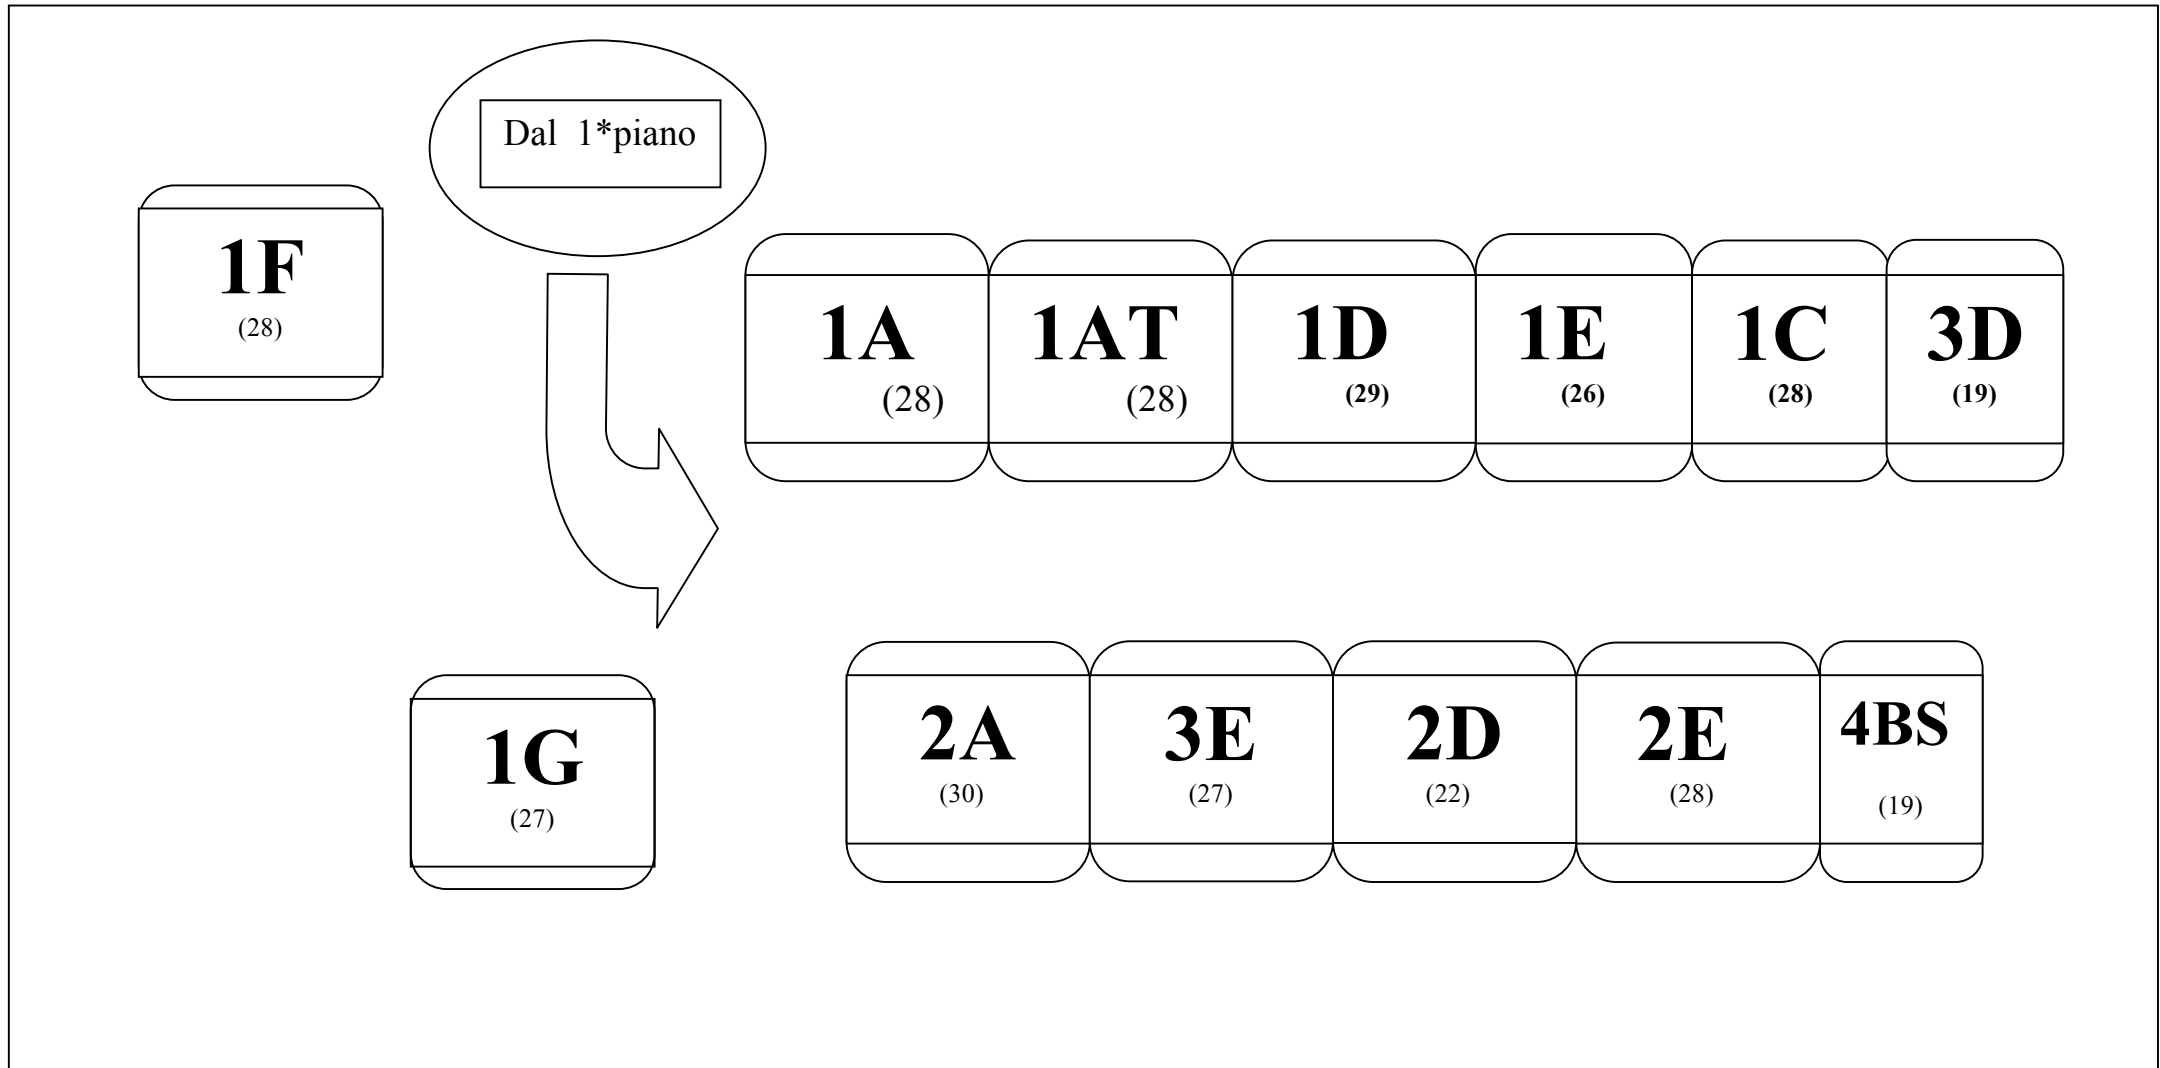 Dal 1*piano
1F
(28)
1A
(28)
1AT
(28)
1D
(29)
1E
(26)
1C
(28)
3D
(19)
1G
(27)
2A
(30)
3E
(27)
2D
(22)
2E
(28)
4BS
(19)